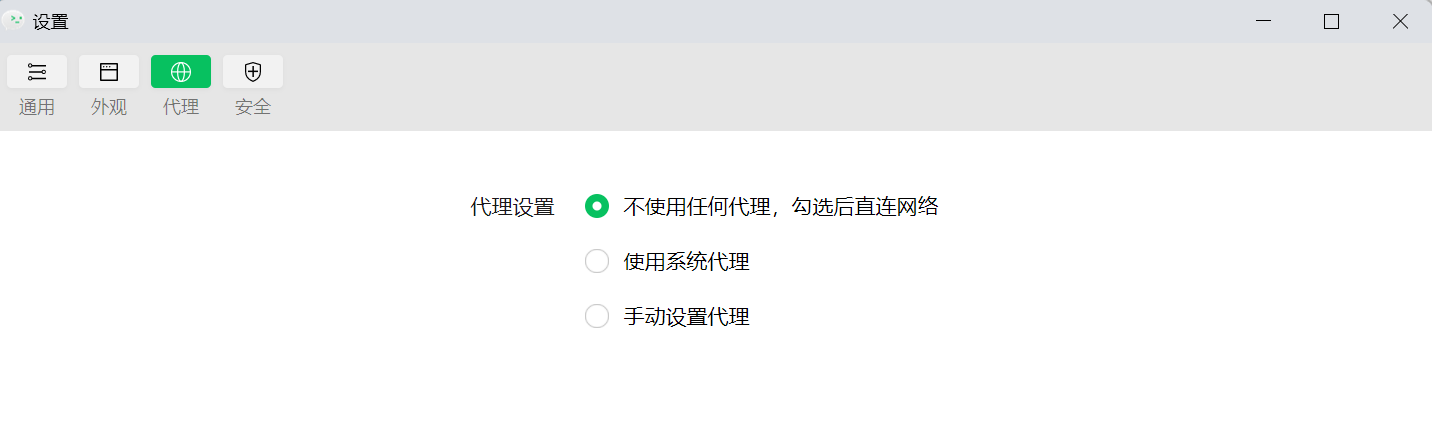 设置
通用 外观 代理 安全
代理设置 不使用任何代理，勾选后直连网络
使用系统代理
手动设置代理